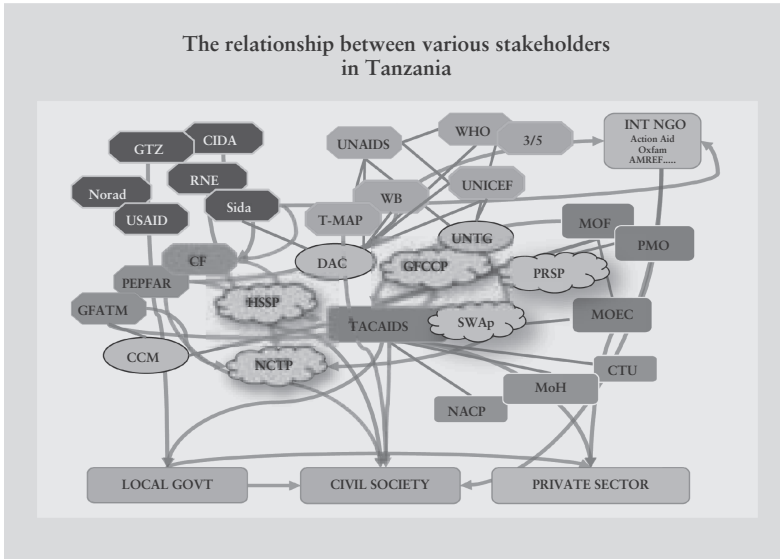 The relationship between various stakeholders
in Tanzania
GTZ
CIDA
UNAIDS
WHO
3/5
INT NGO
Action Aid
Oxfam
AMREF.....
Norad
RNE
USAID
Sida
T-MAP
WB
UNICEF
MOF
UNTG
PMO
CF
DAC
GFCCP
PRSP
PEPFAR
HSSP
GFATM
TACAIDS
SWAp
MOEC
CCM
NCTP
CTU
MoH
NACP
LOCAL GOVT
CIVIL SOCIETY
PRIVATE SECTOR